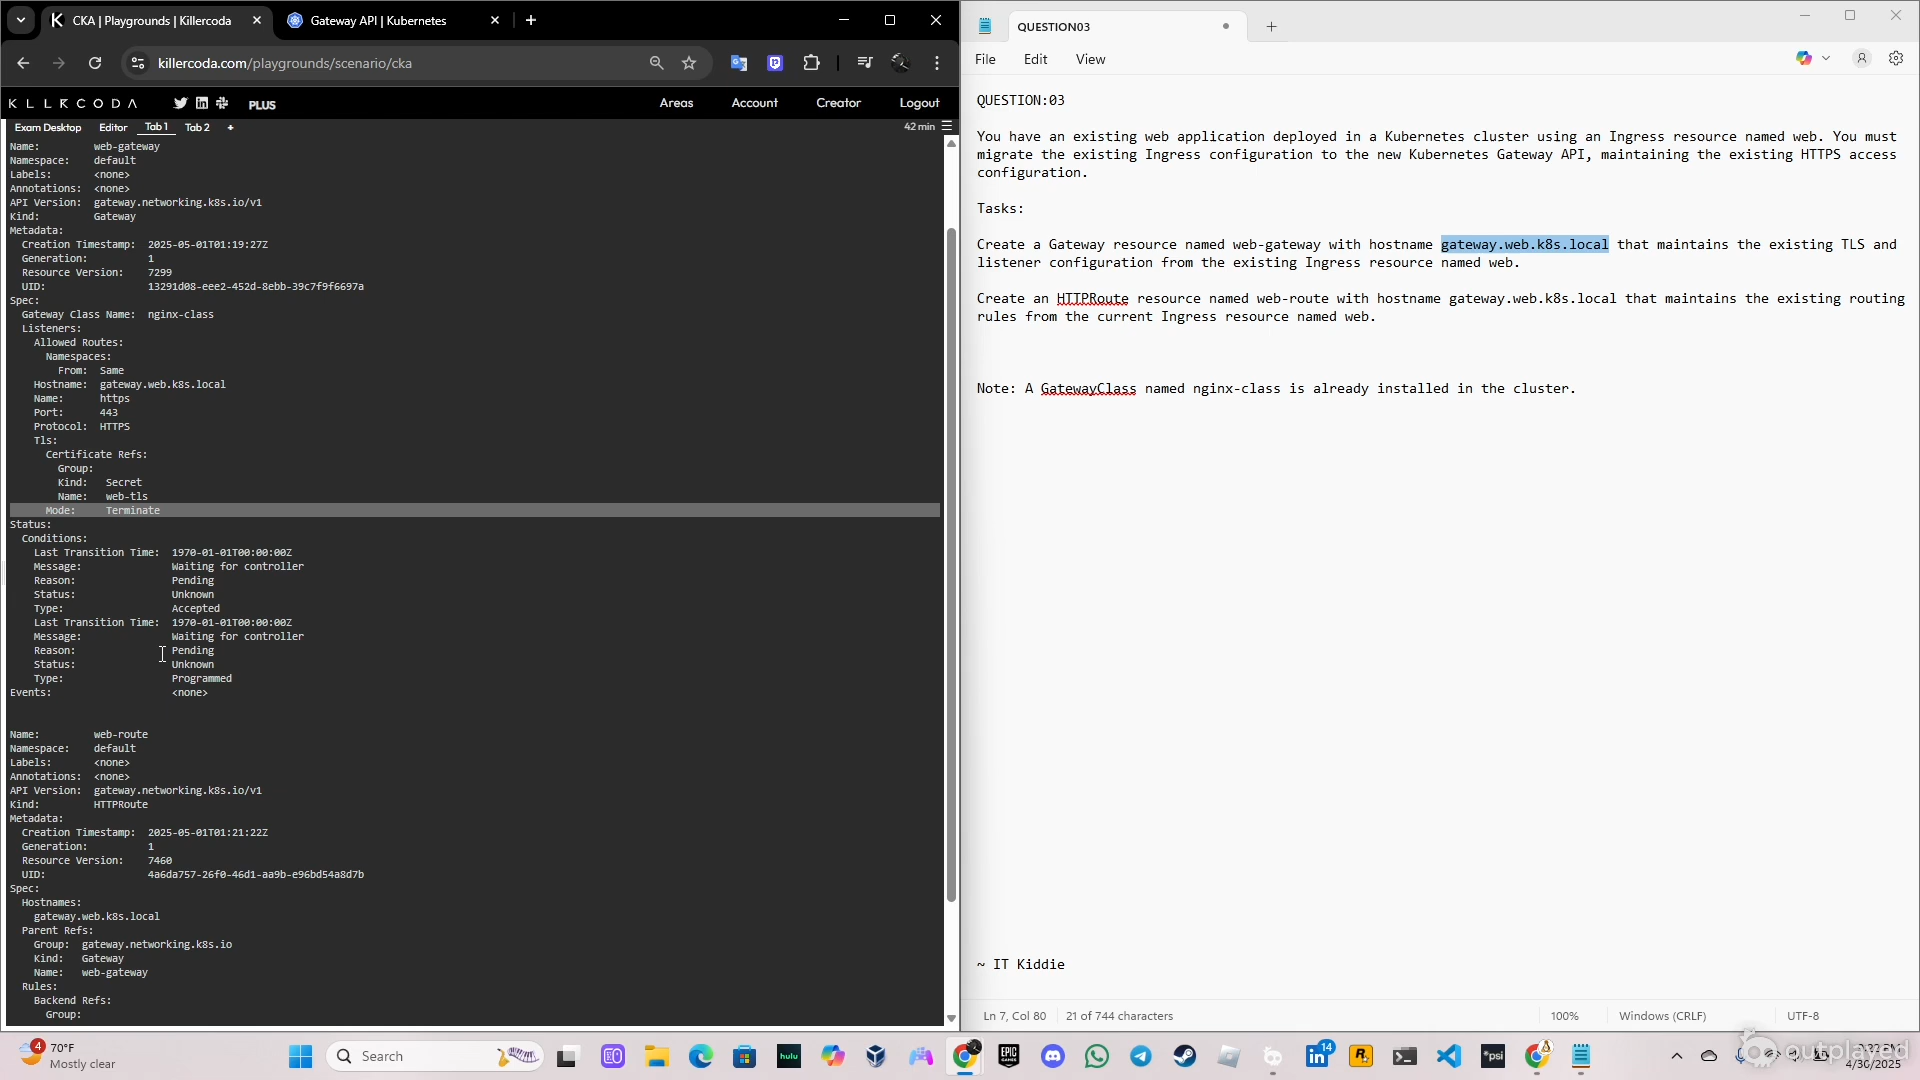 CKA | Playgrounds | Killercoda
Gateway API | Kubernetes
killercoda.com/playgrounds/scenario/cka
PLUS
Areas
Account
Creator
Logout
Exam Desktop
Editor
Tab 1
Tab 2
+
42 min
Name: web-gateway
Namespace: default
Labels: <none>
Annotations: <none>
API Version: gateway.networking.k8s.io/v1
Kind: Gateway
Metadata:
Creation Timestamp: 2025-05-01T01:19:27Z
Generation: 1
Resource Version: 7299
UID: 13291d08-eee2-452d-8ebb-39c7f9f6697a
Spec:
Gateway Class Name: nginx-class
Listeners:
Allowed Routes:
Namespaces:
From: Same
Hostname: gateway.web.k8s.local
Name: https
Port: 443
Protocol: HTTPS
Tls:
Certificate Refs:
Group:
Kind: Secret
Name: web-tls
Mode: Terminate
Status:
Conditions:
Last Transition Time: 1970-01-01T00:00:00Z
Message: Waiting for controller
Reason: Pending
Status: Unknown
Type: Accepted
Last Transition Time: 1970-01-01T00:00:00Z
Message: Waiting for controller
Reason: Pending
Status: Unknown
Type: Programmed
Events: <none>
Name: web-route
Namespace: default
Labels: <none>
Annotations: <none>
API Version: gateway.networking.k8s.io/v1
Kind: HTTPRoute
Metadata:
Creation Timestamp: 2025-05-01T01:21:22Z
Generation: 1
Resource Version: 7460
UID: 4a6da757-26f0-46d1-aa9b-e96bd54a8d7b
Spec:
Hostnames:
gateway.web.k8s.local
Parent Refs:
Group: gateway.networking.k8s.io
Kind: Gateway
Name: web-gateway
Rules:
Backend Refs:
Group:
QUESTION03
File
Edit
View
QUESTION:03
You have an existing web application deployed in a Kubernetes cluster using an Ingress resource named web. You must
migrate the existing Ingress configuration to the new Kubernetes Gateway API, maintaining the existing HTTPS access
configuration.
Tasks:
Create a Gateway resource named web-gateway with hostname gateway.web.k8s.local that maintains the existing TLS and
listener configuration from the existing Ingress resource named web.
Create an HTTPRoute resource named web-route with hostname gateway.web.k8s.local that maintains the existing routing
rules from the current Ingress resource named web.
Note: A GatewayClass named nginx-class is already installed in the cluster.
~ IT Kiddie
Ln 7, Col 80
21 of 744 characters
100%
Windows (CRLF)
UTF-8
4
70°F
Mostly clear
Search
hulu
EPIC
GAMES
14
*psi
outplayed
4/30/2025